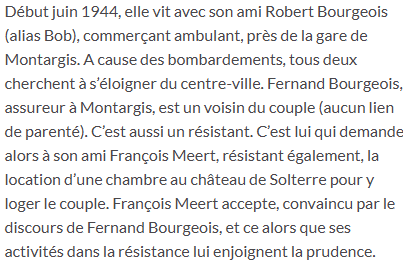 Début juin 1944, elle vit avec son ami Robert Bourgeois
(alias Bob), commerçant ambulant, près de la gare de
Montargis. A cause des bombardements, tous deux
cherchent à s’éloigner du centre-ville. Fernand Bourgeois,
assureur à Montargis, est un voisin du couple (aucun lien
de parenté). C’est aussi un résistant. C’est lui qui demande
alors à son ami François Meert, résistant également, la
location d’une chambre au château de Solterre pour y
loger le couple. François Meert accepte, convaincu par le
discours de Fernand Bourgeois, et ce alors que ses
activités dans la résistance lui enjoignent la prudence.